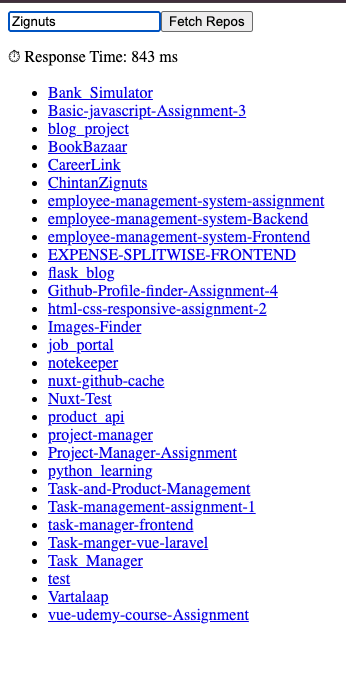 Zignuts Fetch Repos
⏱ Response Time: 843 ms
Bank_Simulator
Basic-javascript-Assignment-3
blog_project
BookBazaar
CareerLink
ChintanZignuts
employee-management-system-assignment
employee-management-system-Backend
employee-management-system-Frontend
EXPENSE-SPLITWISE-FRONTEND
flask_blog
Github-Profile-finder-Assignment-4
html-css-responsive-assignment-2
Images-Finder
job_portal
notekeeper
nuxt-github-cache
Nuxt-Test
product_api
project-manager
Project-Manager-Assignment
python_learning
Task-and-Product-Management
Task-management-assignment-1
task-manager-frontend
Task-manger-vue-laravel
Task_Manager
test
Vartalaap
vue-udemy-course-Assignment